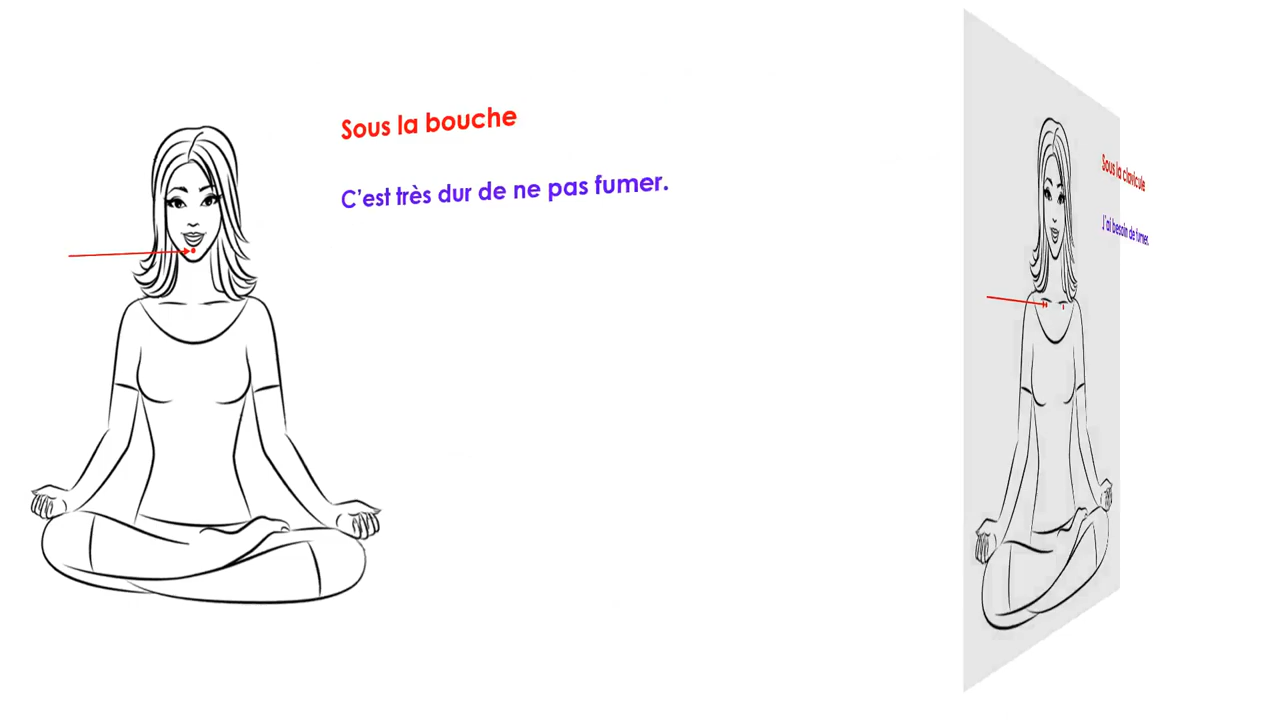 Sous la bouche
C'est très dur de ne pas fumer.
Sous la clavicule
J'ai besoin de fumer.